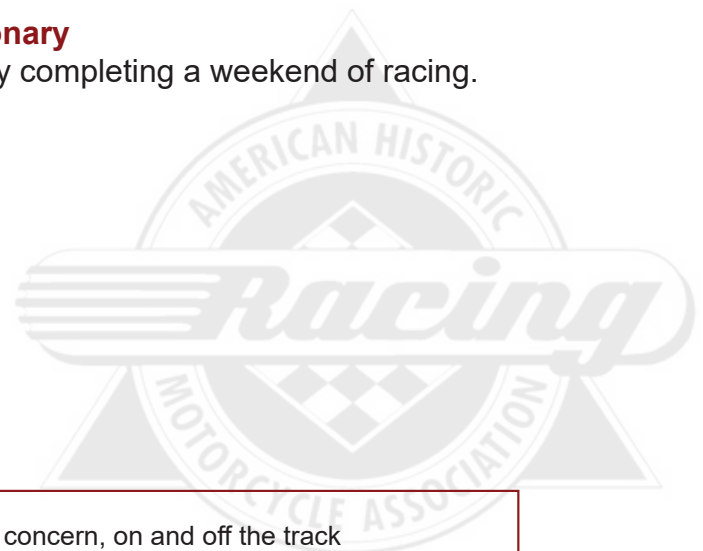 onary
y completing a weekend of racing.
AMERICAN HISTORIC
Racing
MOTORCYCLE ASSOCIATION
concern, on and off the track